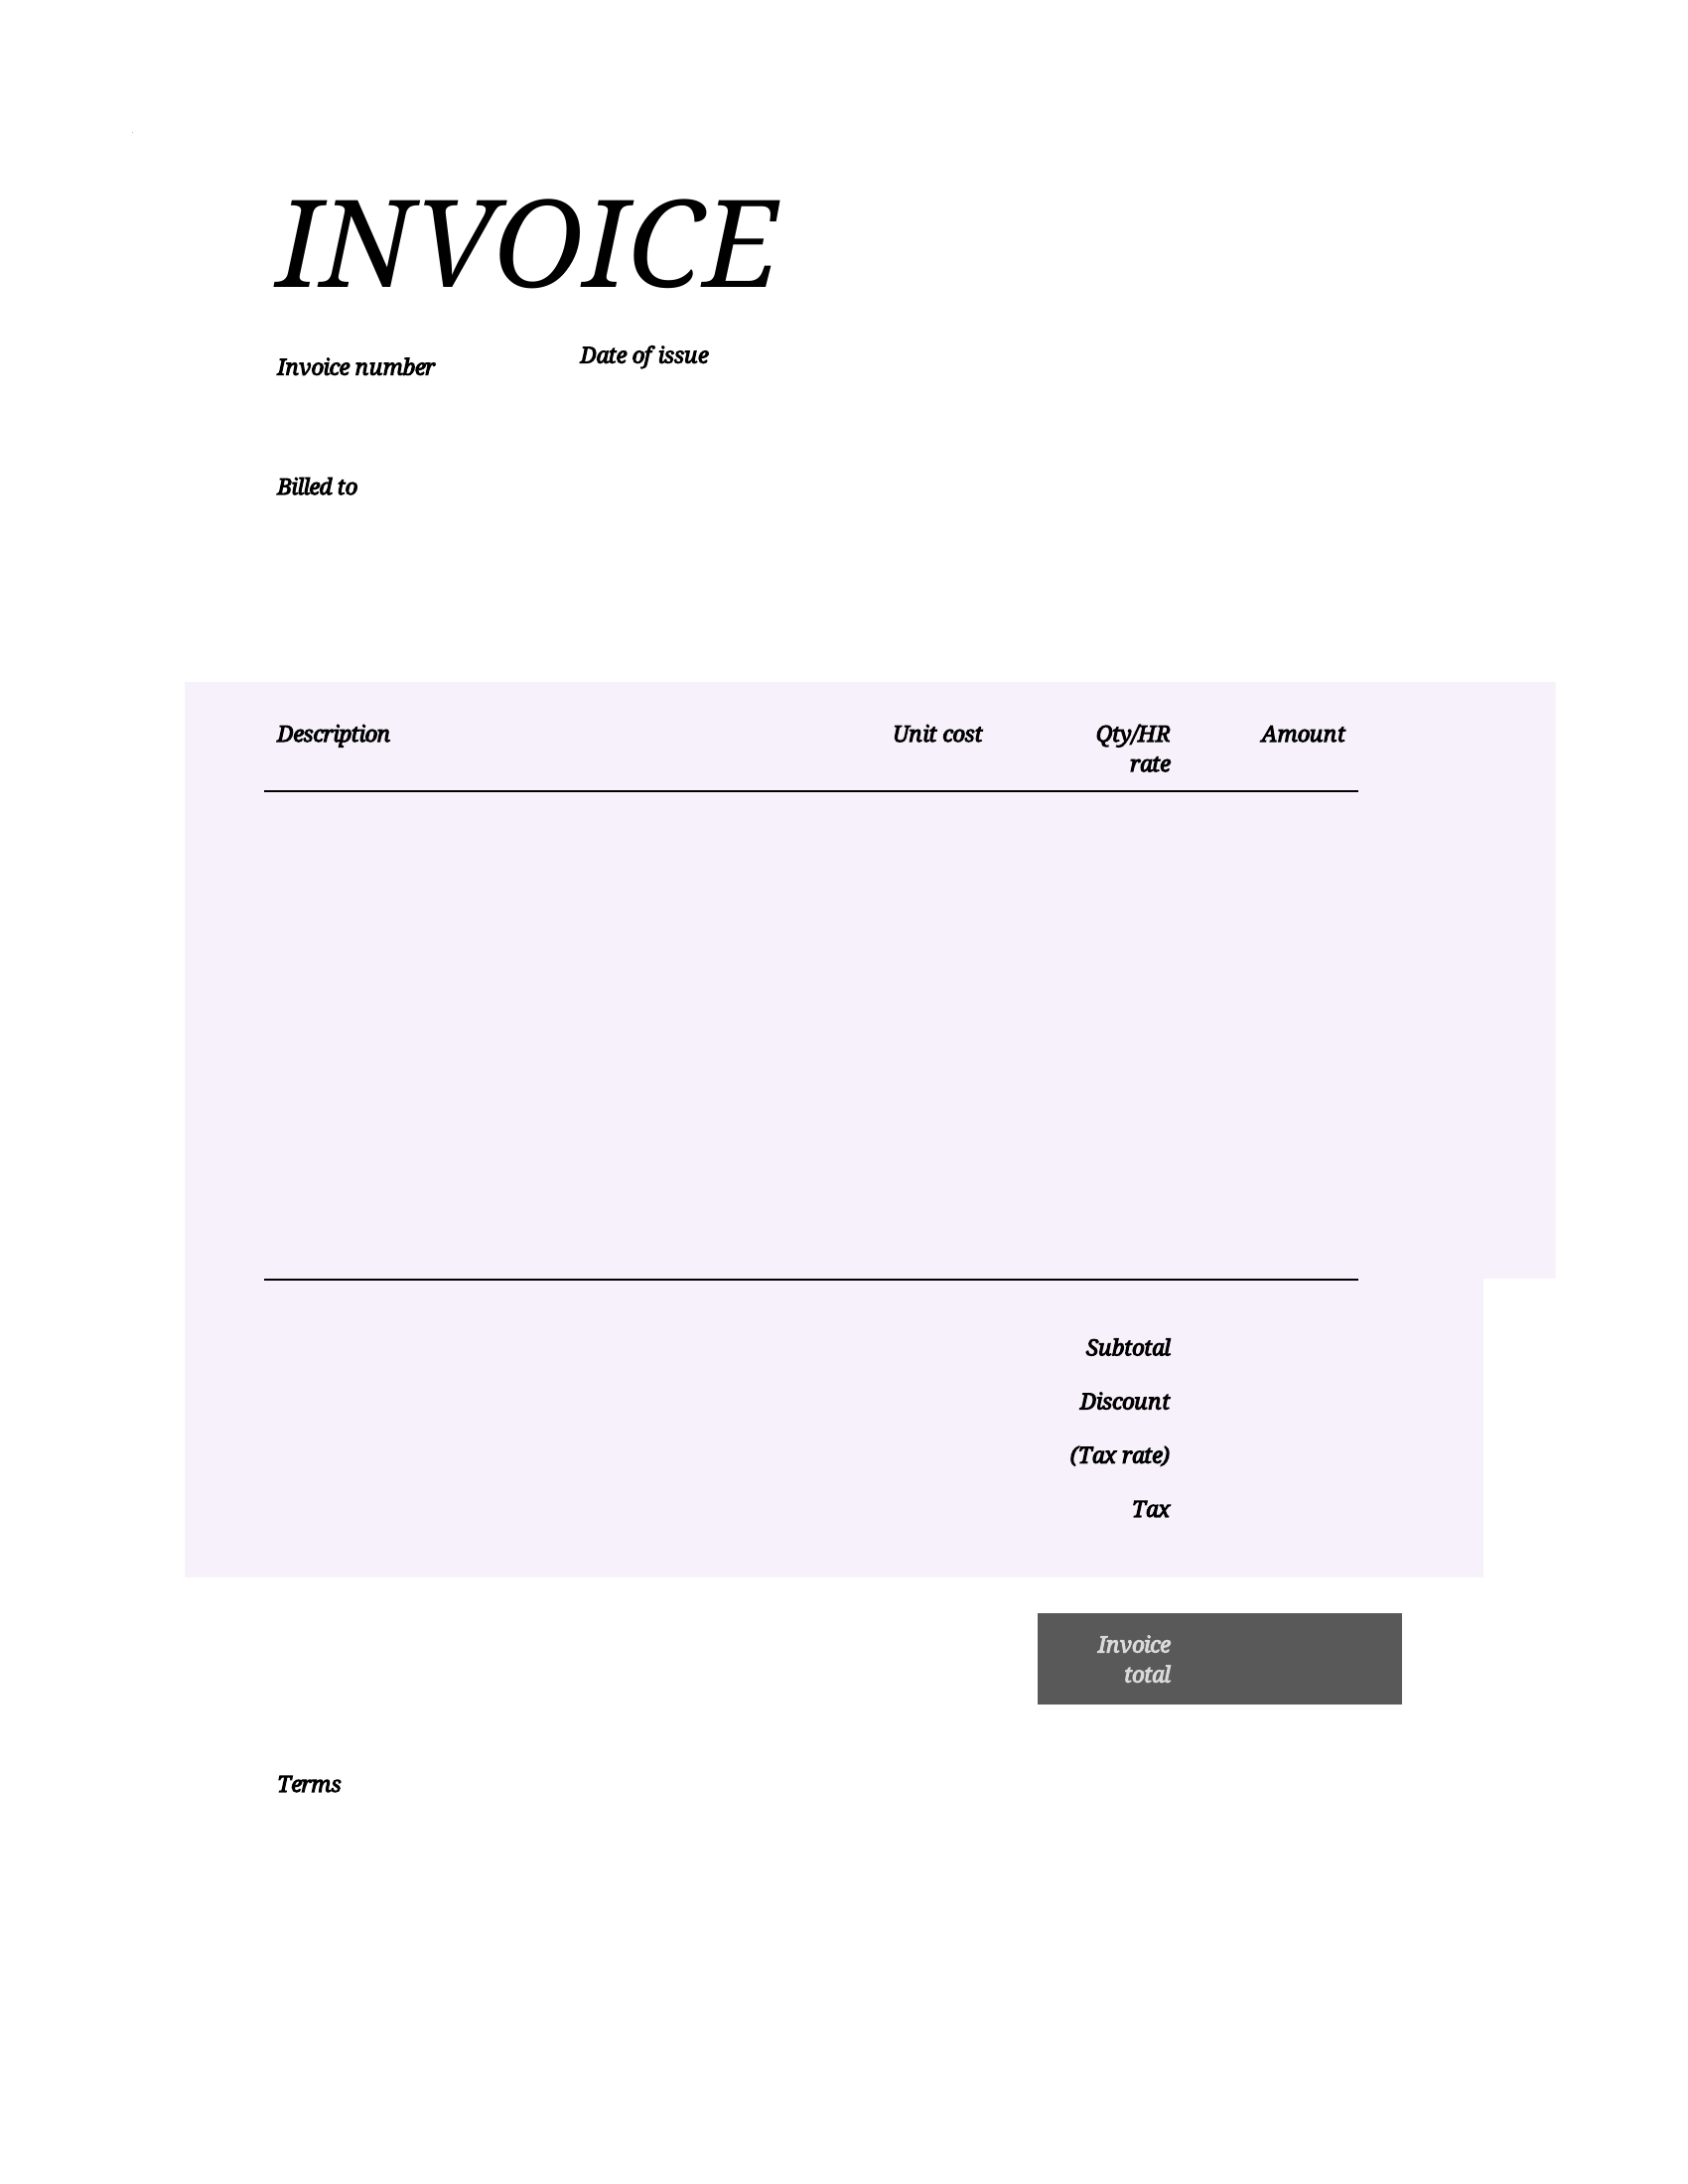 INVOICE
Invoice number
Date of issue
Billed to
Description Unit cost Qty/HR Amount
rate
Subtotal
Discount
(Tax rate)
Tax
Invoice
total
Terms